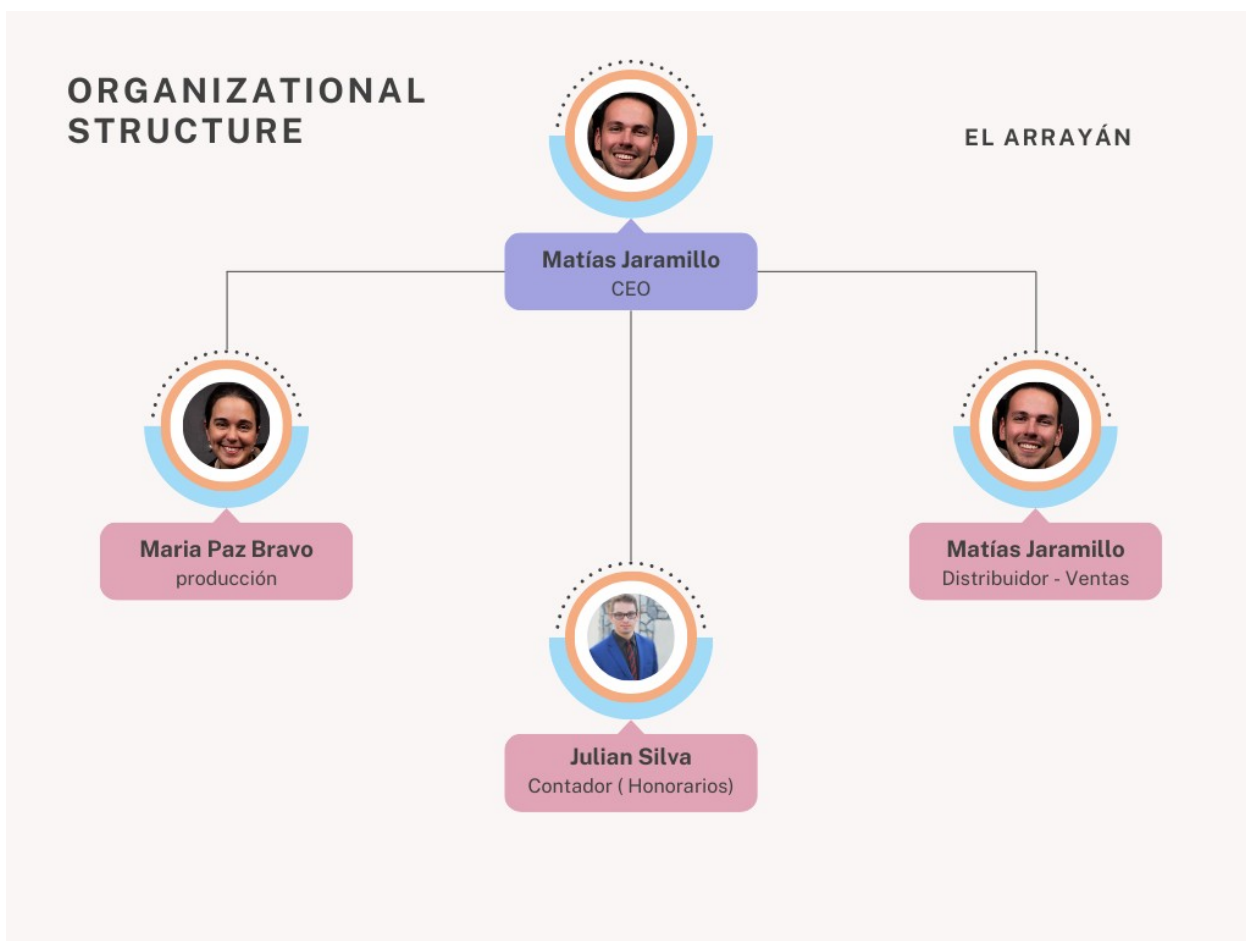 ORGANIZATIONAL
STRUCTURE
EL ARRAYÁN
Matías Jaramillo
CEO
Maria Paz Bravo
producción
Matías Jaramillo
Distribuidor - Ventas
Julian Silva
Contador ( Honorarios)